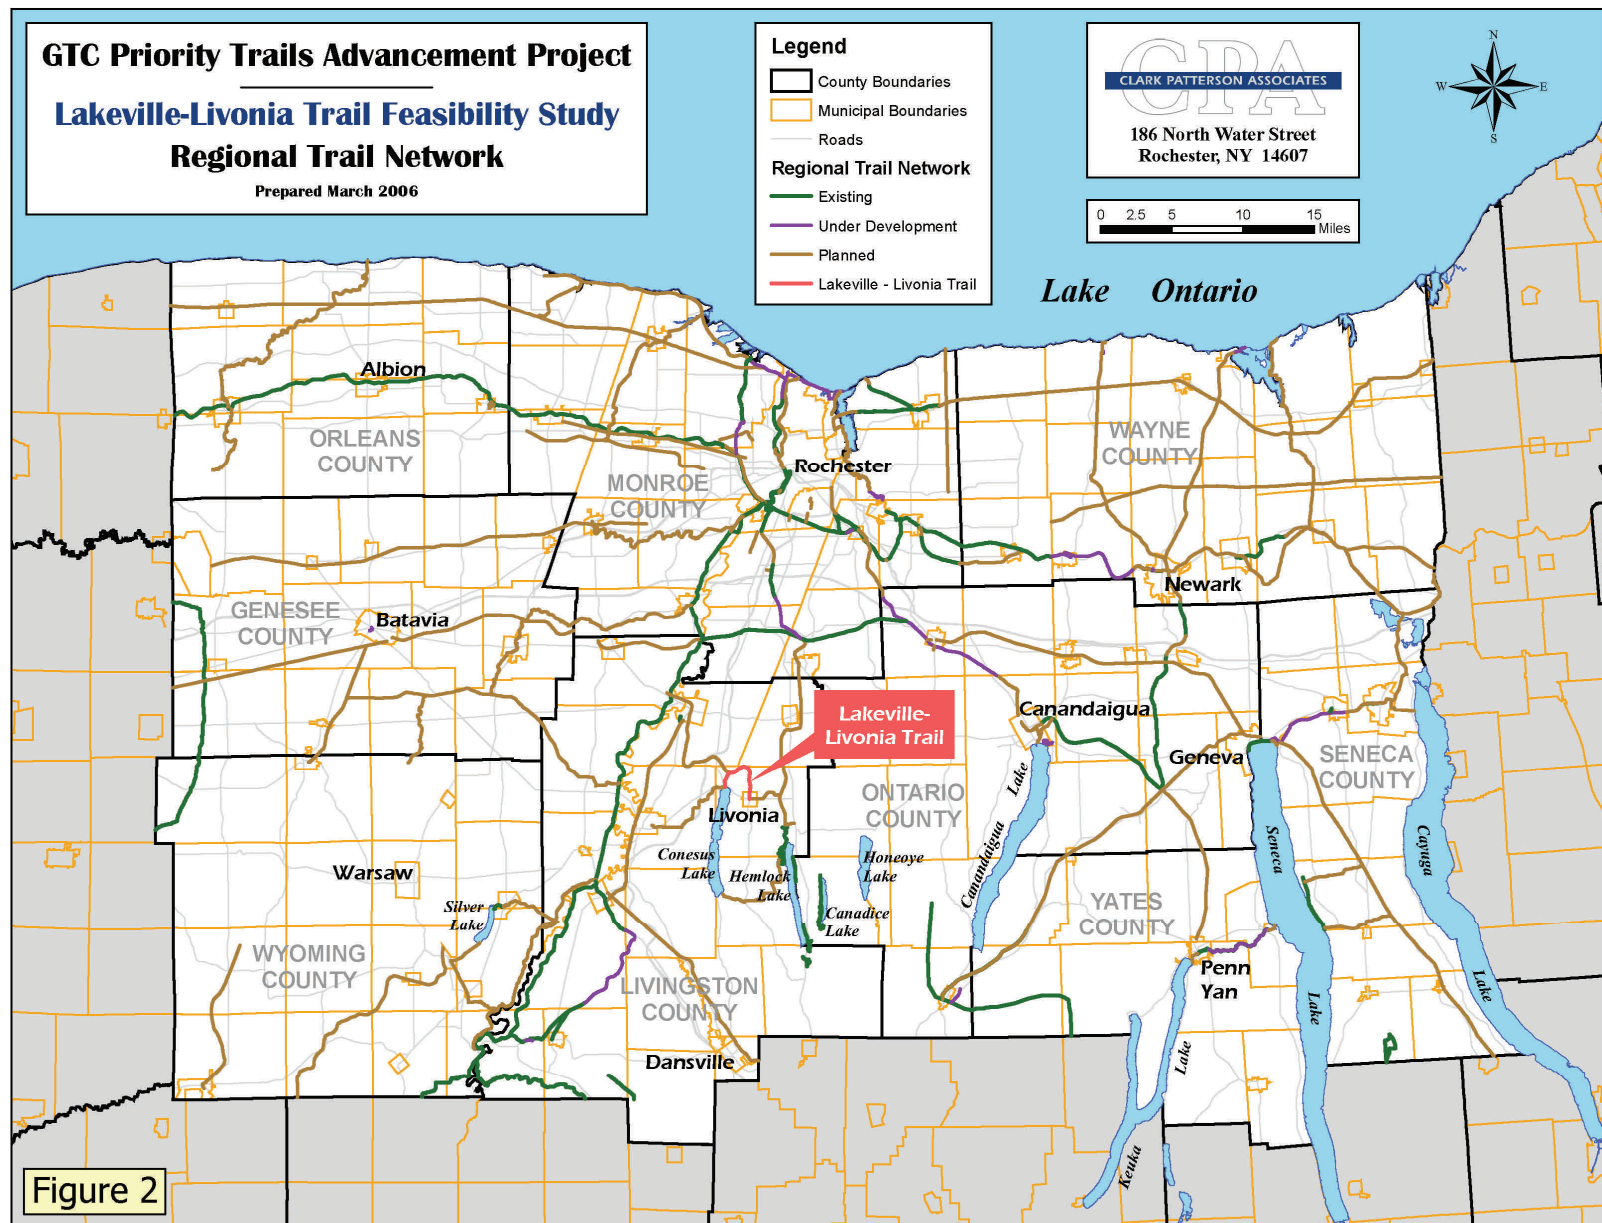 GTC Priority Trails Advancement Project
Lakeville-Livonia Trail Feasibility Study
Regional Trail Network
Prepared March 2006
Legend
County Boundaries
Municipal Boundaries
Roads
Regional Trail Network
Existing
Under Development
Planned
Lakeville - Livonia Trail
CPA
CLARK PATTERSON ASSOCIATES
186 North Water Street
Rochester, NY 14607
N
W
E
S
0 2.5 5 10 15
Miles
Lake Ontario
Albion
ORLEANS
COUNTY
MONROE
COUNTY
Rochester
WAYNE
COUNTY
Newark
GENESEE
COUNTY
Batavia
Lakeville-
Livonia Trail
Canandaigua
Geneva
SENECA
COUNTY
ONTARIO
COUNTY
Livonia
Canandaigua Lake
Seneca Lake
Cayuga Lake
Conesus
Lake
Hemlock
Lake
Honeoye
Lake
Canadice
Lake
Warsaw
Silver
Lake
YATES
COUNTY
WYOMING
COUNTY
LIVINGSTON
COUNTY
Penn
Yan
Dansville
Keuka Lake
Figure 2